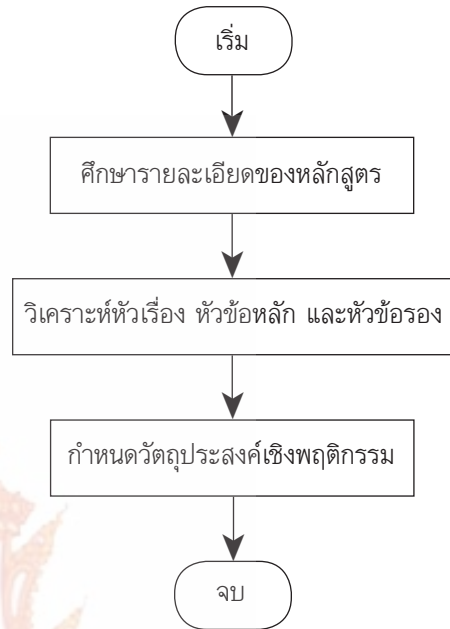 เริ่ม
ศึกษารายละเอียดของหลักสูตร
วิเคราะห์หัวเรื่อง หัวข้อหลัก และหัวข้อรอง
กำหนดวัตถุประสงค์เชิงพฤติกรรม
จบ